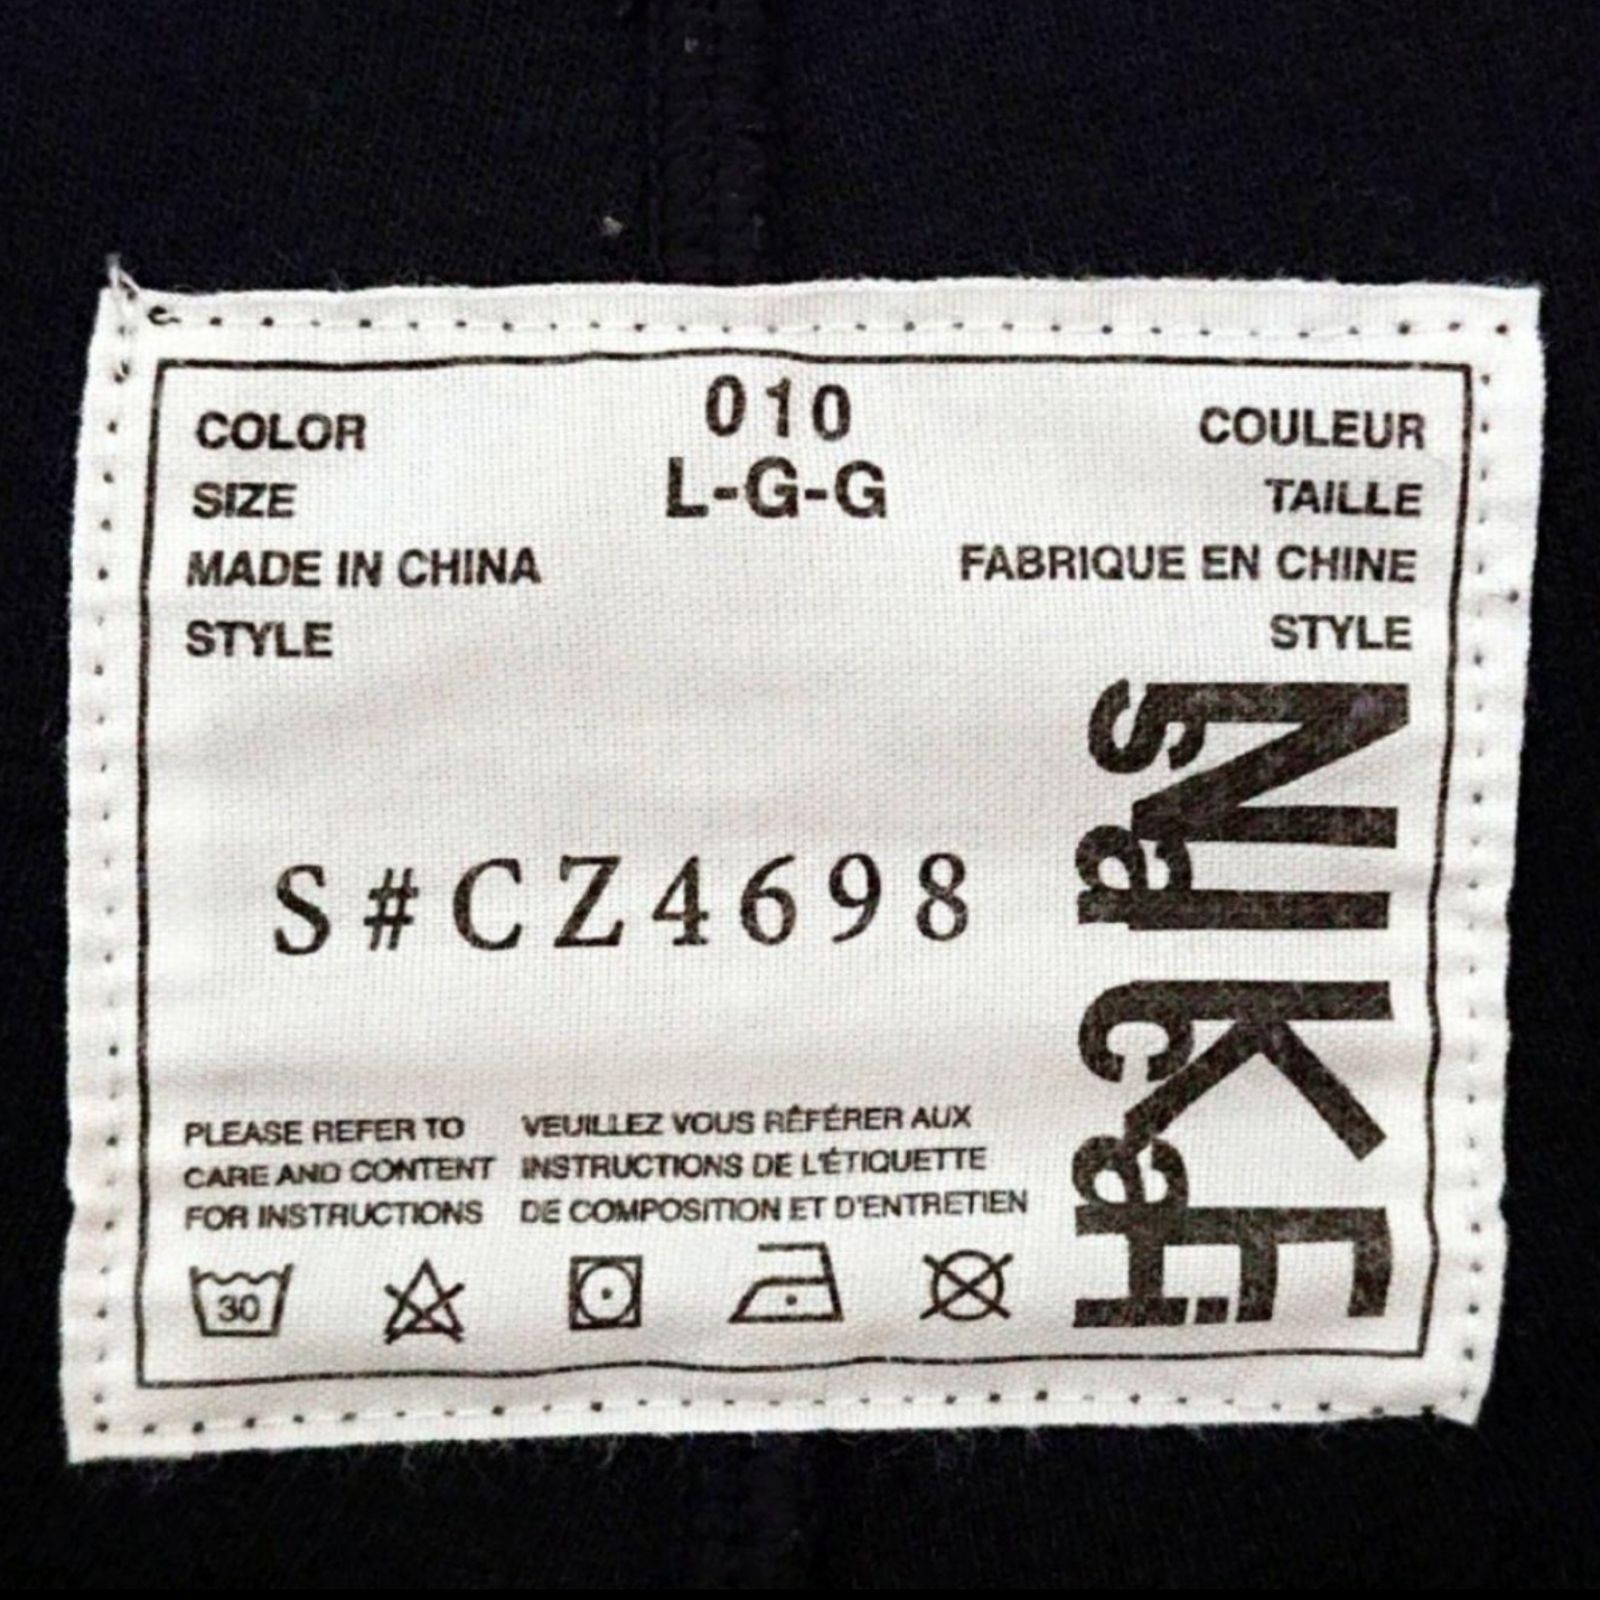 010
COLOR COULEUR
L-G-G
SIZE TAILLE
MADE IN CHINA FABRIQUE EN CHINE
STYLE STYLE
S#CZ4698
NIKE
sacai
PLEASE REFER TO
CARE AND CONTENT
FOR INSTRUCTIONS
VEUILLEZ VOUS RÉFÉRER AUX
INSTRUCTIONS DE L'ÉTIQUETTE
DE COMPOSITION ET D'ENTRETIEN
30